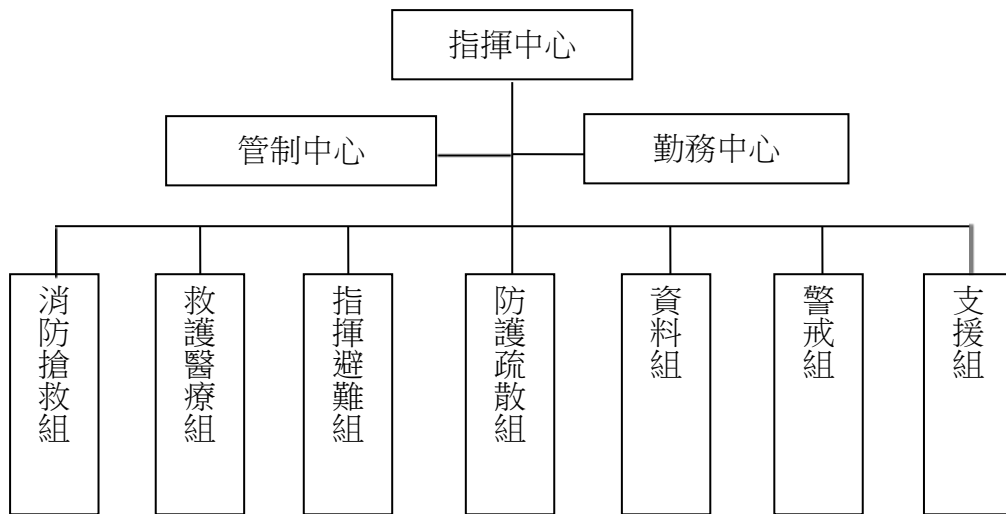 指揮中心
管制中心
勤務中心
消防搶救組
救護醫療組
指揮避難組
防護疏散組
資料組
警戒組
支援組